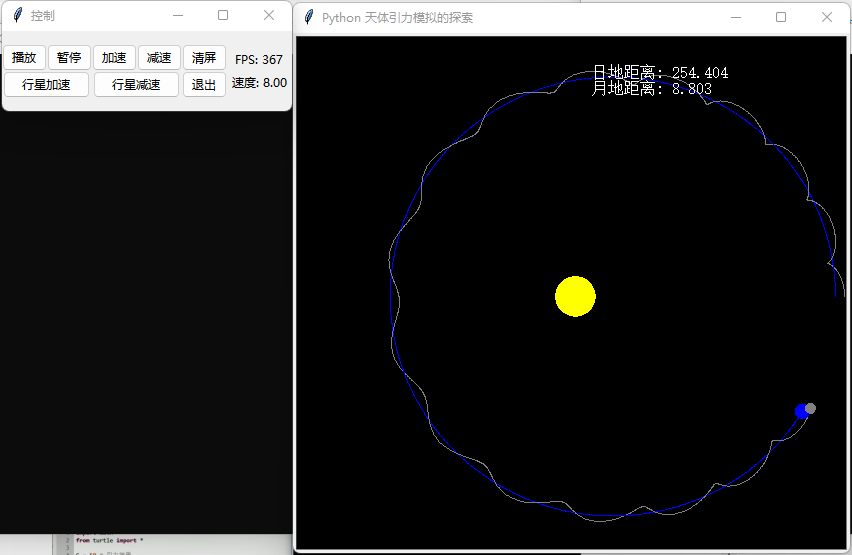 控制
播放 暂停 加速 减速 清屏 FPS: 367
行星加速 行星减速 退出 速度: 8.00
Python 天体引力模拟的探索
日地距离: 254.404
月地距离: 8.803
from turtle import *